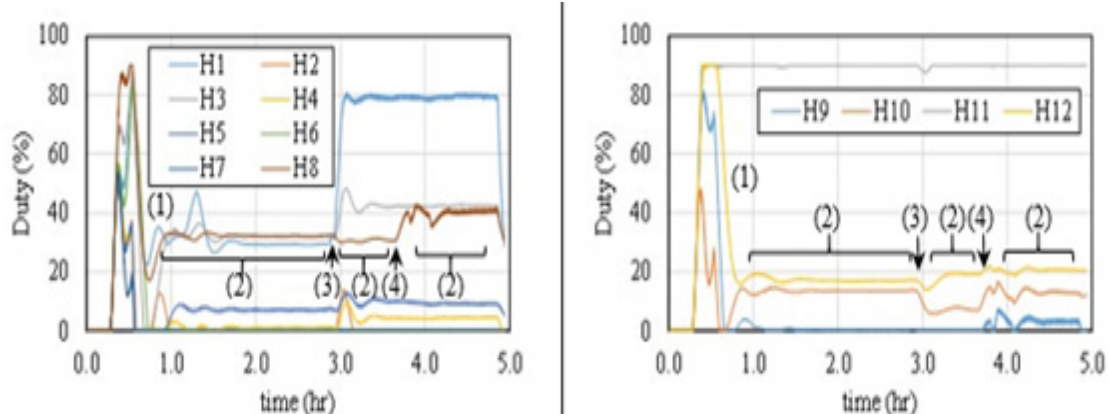 100
80
60
40
20
0
Duty (%)
H1 H2
H3 H4
H5 H6
H7 H8
(1)
(2) (3) (2) (4) (2)
0.0 1.0 2.0 3.0 4.0 5.0
time (hr)
100
80
60
40
20
0
Duty (%)
H9 H10 H11 H12
(1)
(2) (3) (2) (4) (2)
0.0 1.0 2.0 3.0 4.0 5.0
time (hr)